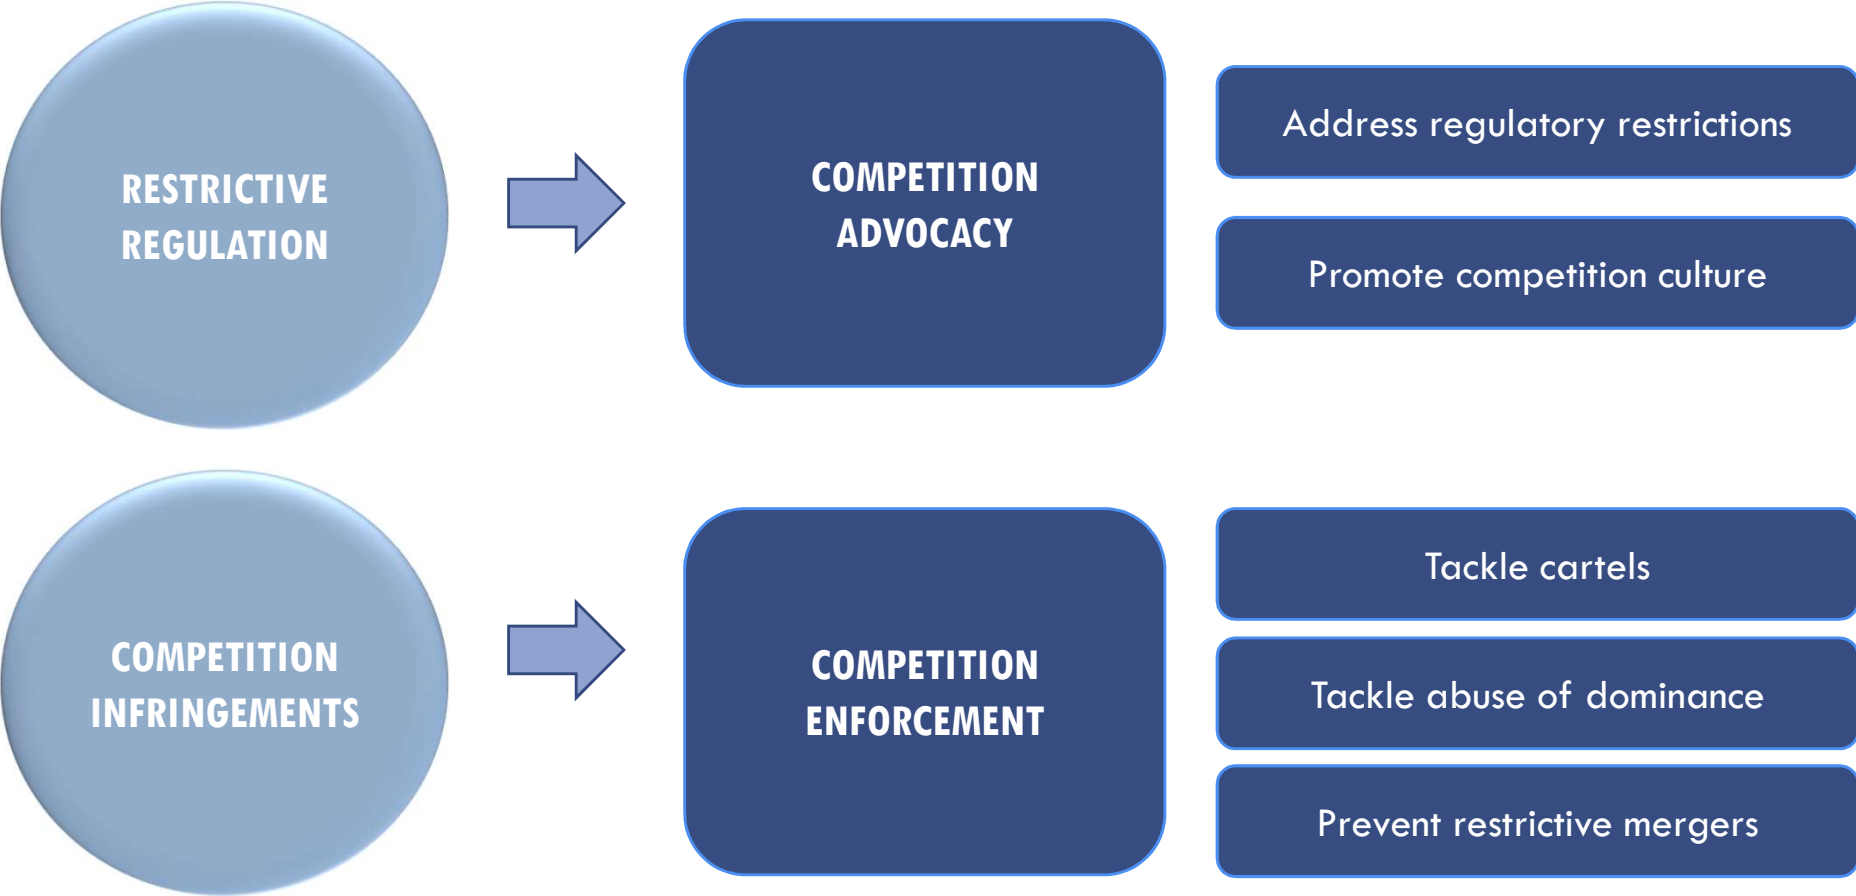 RESTRICTIVE
REGULATION
COMPETITION
ADVOCACY
Address regulatory restrictions
Promote competition culture
COMPETITION
INFRINGEMENTS
COMPETITION
ENFORCEMENT
Tackle cartels
Tackle abuse of dominance
Prevent restrictive mergers